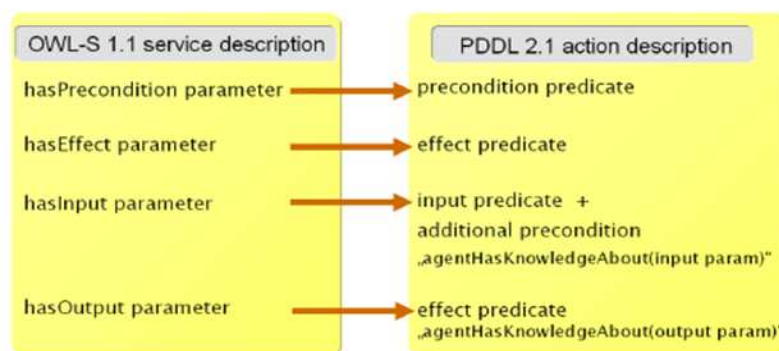 OWL-S 1.1 service description
hasPrecondition parameter
hasEffect parameter
hasInput parameter
hasOutput parameter
PDDL 2.1 action description
precondition predicate
effect predicate
input predicate +
additional precondition
„agentHasKnowledgeAbout(input param)“
effect predicate
„agentHasKnowledgeAbout(output param)“